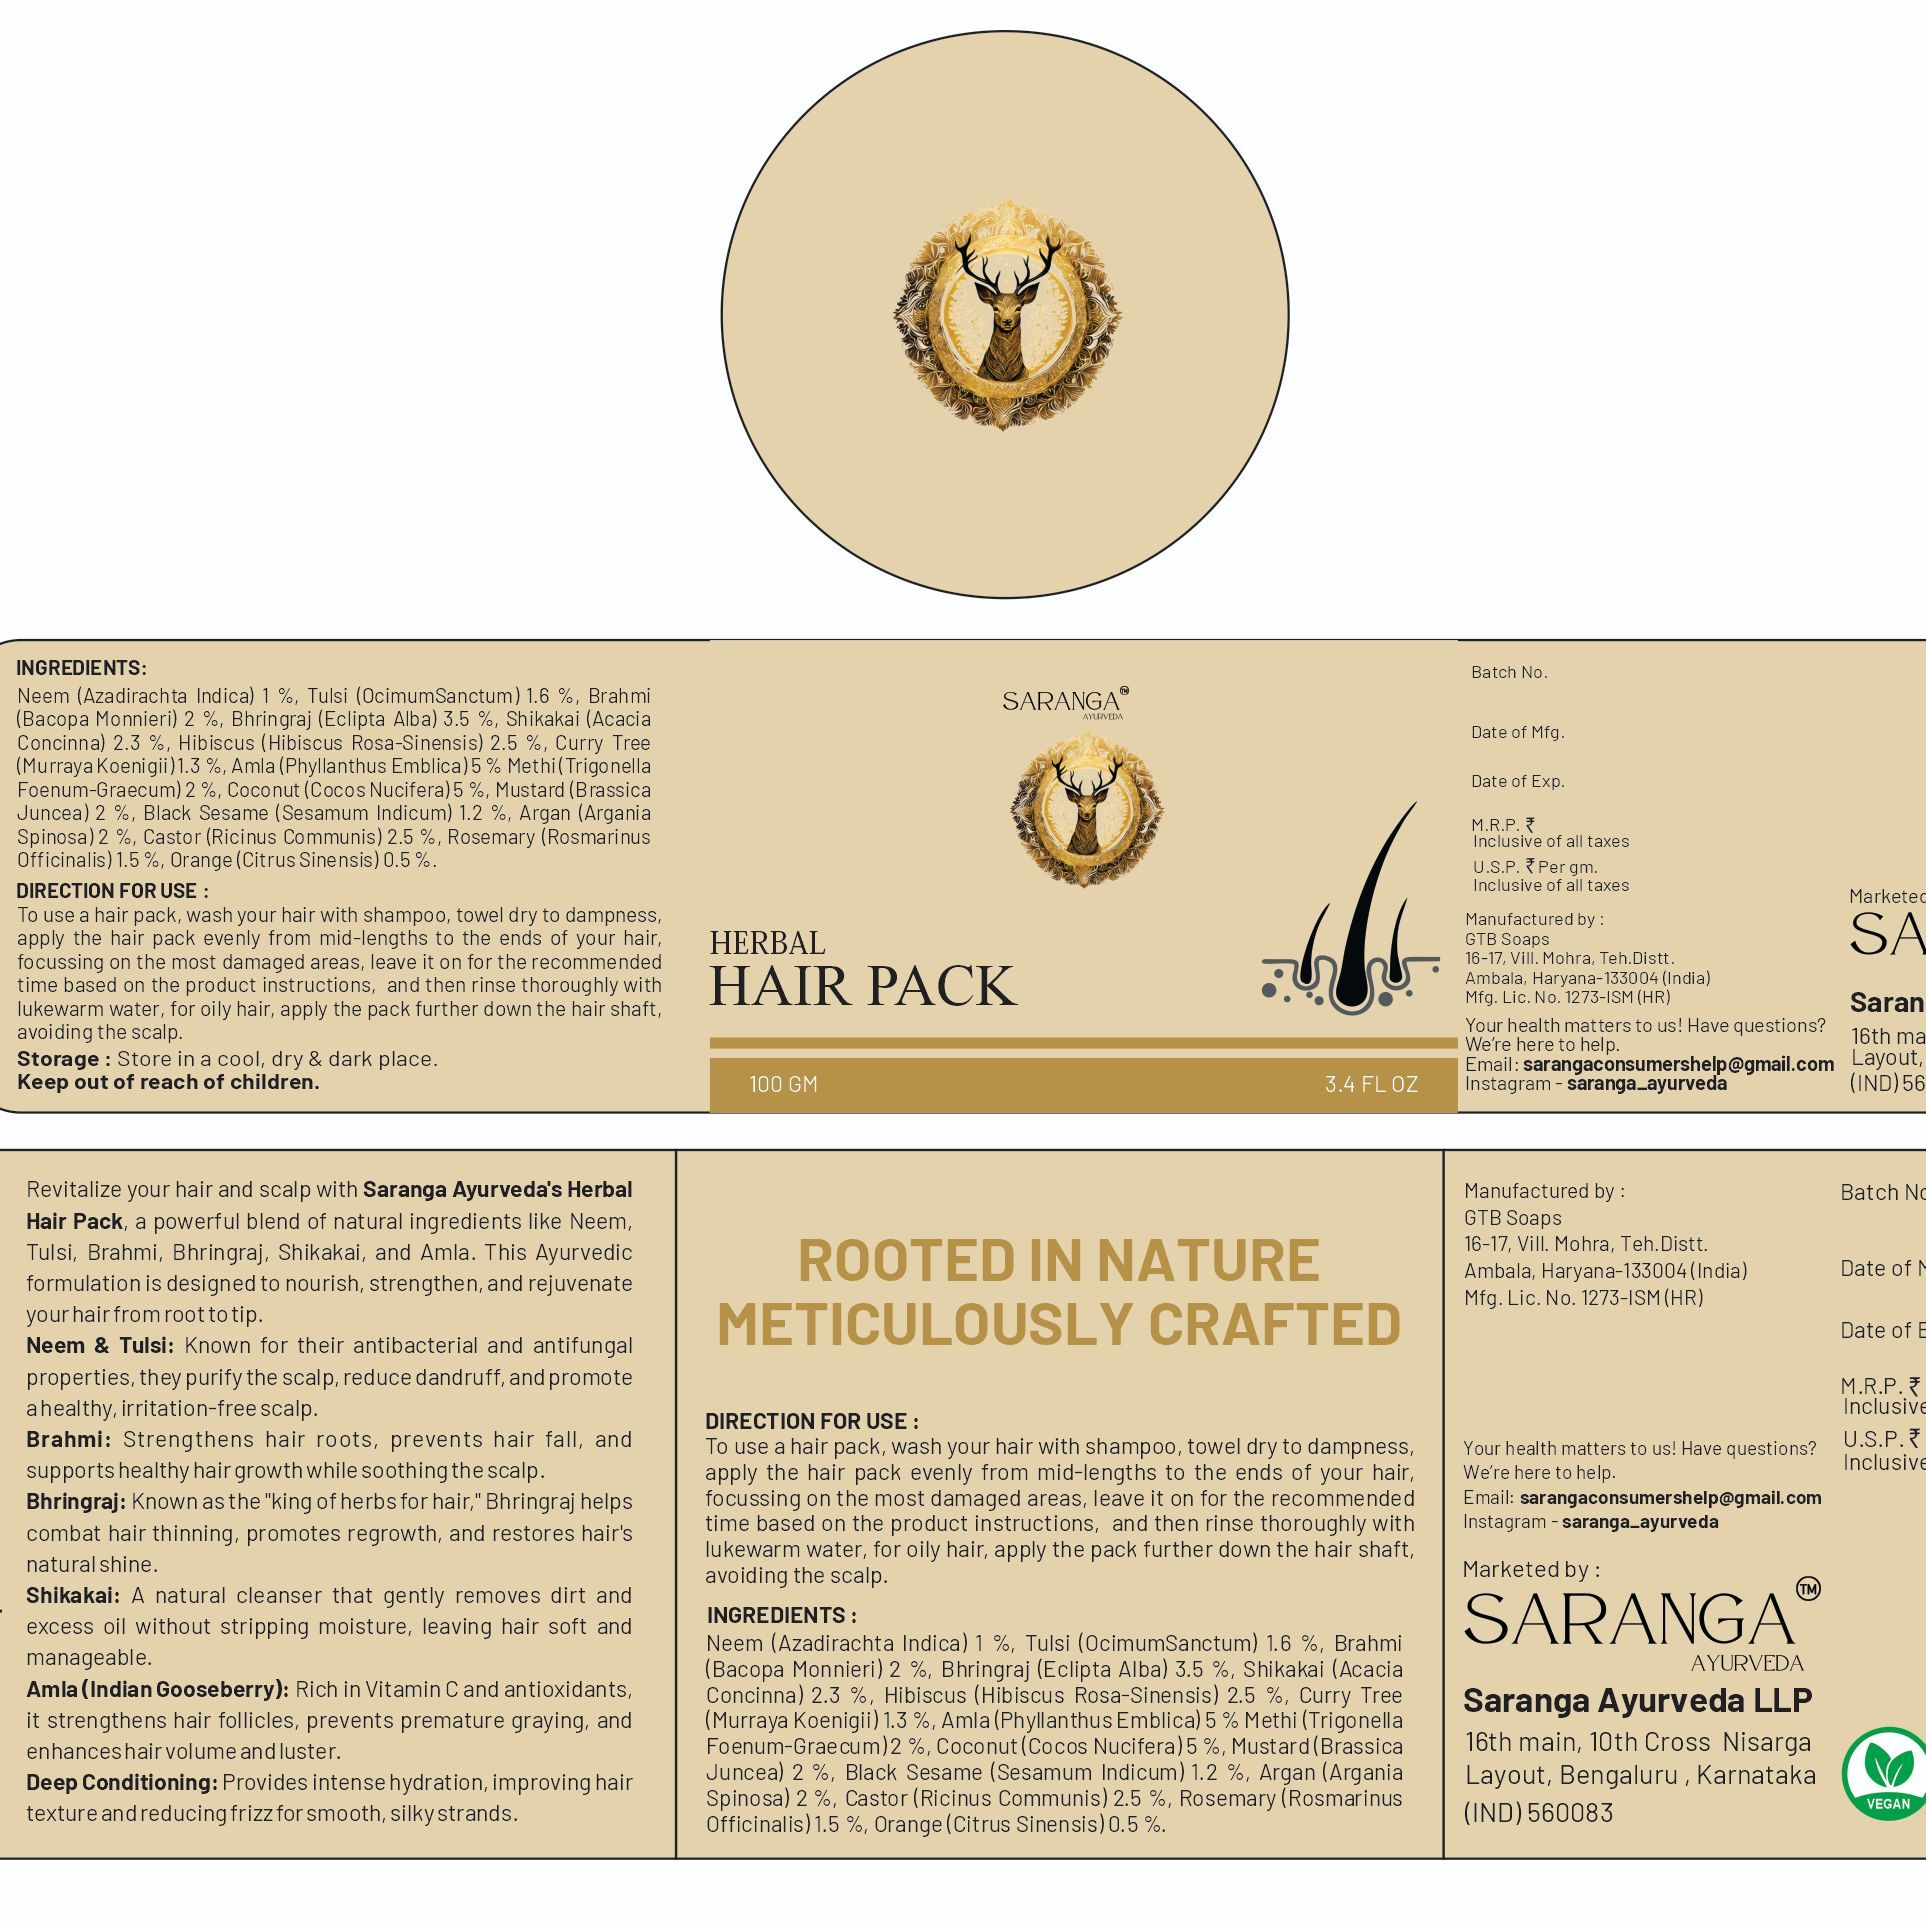 INGREDIENTS:
Neem (Azadirachta Indica) 1 %, Tulsi (OcimumSanctum) 1.6 %, Brahmi
(Bacopa Monnieri) 2 %, Bhringraj (Eclipta Alba) 3.5 %, Shikakai (Acacia
Concinna) 2.3 %, Hibiscus (Hibiscus Rosa-Sinensis) 2.5 %, Curry Tree
(Murraya Koenigii) 1.3 %, Amla (Phyllanthus Emblica) 5 % Methi (Trigonella
Foenum-Graecum) 2 %, Coconut (Cocos Nucifera) 5 %, Mustard (Brassica
Juncea) 2 %, Black Sesame (Sesamum Indicum) 1.2 %, Argan (Argania
Spinosa) 2 %, Castor (Ricinus Communis) 2.5 %, Rosemary (Rosmarinus
Officinalis) 1.5 %, Orange (Citrus Sinensis) 0.5 %.
DIRECTION FOR USE :
To use a hair pack, wash your hair with shampoo, towel dry to dampness,
apply the hair pack evenly from mid-lengths to the ends of your hair,
focussing on the most damaged areas, leave it on for the recommended
time based on the product instructions, and then rinse thoroughly with
lukewarm water, for oily hair, apply the pack further down the hair shaft,
avoiding the scalp.
Storage : Store in a cool, dry & dark place.
Keep out of reach of children.
SARANGA™
AYURVEDA
HERBAL
HAIR PACK
100 GM 3.4 FL OZ
Batch No.
Date of Mfg.
Date of Exp.
M.R.P. ₹
Inclusive of all taxes
U.S.P. ₹ Per gm.
Inclusive of all taxes
Manufactured by :
GTB Soaps
16-17, Vill. Mohra, Teh.Distt.
Ambala, Haryana-133004 (India)
Mfg. Lic. No. 1273-ISM (HR)
Your health matters to us! Have questions?
We're here to help.
Email: sarangaconsumershelp@gmail.com
Instagram - saranga_ayurveda
Marketed
SA
Saran
16th ma
Layout,
(IND) 56
Revitalize your hair and scalp with Saranga Ayurveda's Herbal
Hair Pack, a powerful blend of natural ingredients like Neem,
Tulsi, Brahmi, Bhringraj, Shikakai, and Amla. This Ayurvedic
formulation is designed to nourish, strengthen, and rejuvenate
your hair from root to tip.
Neem & Tulsi: Known for their antibacterial and antifungal
properties, they purify the scalp, reduce dandruff, and promote
a healthy, irritation-free scalp.
Brahmi: Strengthens hair roots, prevents hair fall, and
supports healthy hair growth while soothing the scalp.
Bhringraj: Known as the "king of herbs for hair," Bhringraj helps
combat hair thinning, promotes regrowth, and restores hair's
natural shine.
Shikakai: A natural cleanser that gently removes dirt and
excess oil without stripping moisture, leaving hair soft and
manageable.
Amla (Indian Gooseberry): Rich in Vitamin C and antioxidants,
it strengthens hair follicles, prevents premature graying, and
enhances hair volume and luster.
Deep Conditioning: Provides intense hydration, improving hair
texture and reducing frizz for smooth, silky strands.
ROOTED IN NATURE
METICULOUSLY CRAFTED
DIRECTION FOR USE :
To use a hair pack, wash your hair with shampoo, towel dry to dampness,
apply the hair pack evenly from mid-lengths to the ends of your hair,
focussing on the most damaged areas, leave it on for the recommended
time based on the product instructions, and then rinse thoroughly with
lukewarm water, for oily hair, apply the pack further down the hair shaft,
avoiding the scalp.
INGREDIENTS :
Neem (Azadirachta Indica) 1 %, Tulsi (OcimumSanctum) 1.6 %, Brahmi
(Bacopa Monnieri) 2 %, Bhringraj (Eclipta Alba) 3.5 %, Shikakai (Acacia
Concinna) 2.3 %, Hibiscus (Hibiscus Rosa-Sinensis) 2.5 %, Curry Tree
(Murraya Koenigii) 1.3 %, Amla (Phyllanthus Emblica) 5 % Methi (Trigonella
Foenum-Graecum) 2 %, Coconut (Cocos Nucifera) 5 %, Mustard (Brassica
Juncea) 2 %, Black Sesame (Sesamum Indicum) 1.2 %, Argan (Argania
Spinosa) 2 %, Castor (Ricinus Communis) 2.5 %, Rosemary (Rosmarinus
Officinalis) 1.5 %, Orange (Citrus Sinensis) 0.5 %.
Manufactured by :
GTB Soaps
16-17, Vill. Mohra, Teh.Distt.
Ambala, Haryana-133004 (India)
Mfg. Lic. No. 1273-ISM (HR)
Your health matters to us! Have questions?
We're here to help.
Email: sarangaconsumershelp@gmail.com
Instagram - saranga_ayurveda
Marketed by :
SARANGA™
AYURVEDA
Saranga Ayurveda LLP
16th main, 10th Cross Nisarga
Layout, Bengaluru , Karnataka
(IND) 560083
Batch No
Date of M
Date of E
M.R.P. ₹
Inclusive
U.S.P. ₹
Inclusive
VEGAN